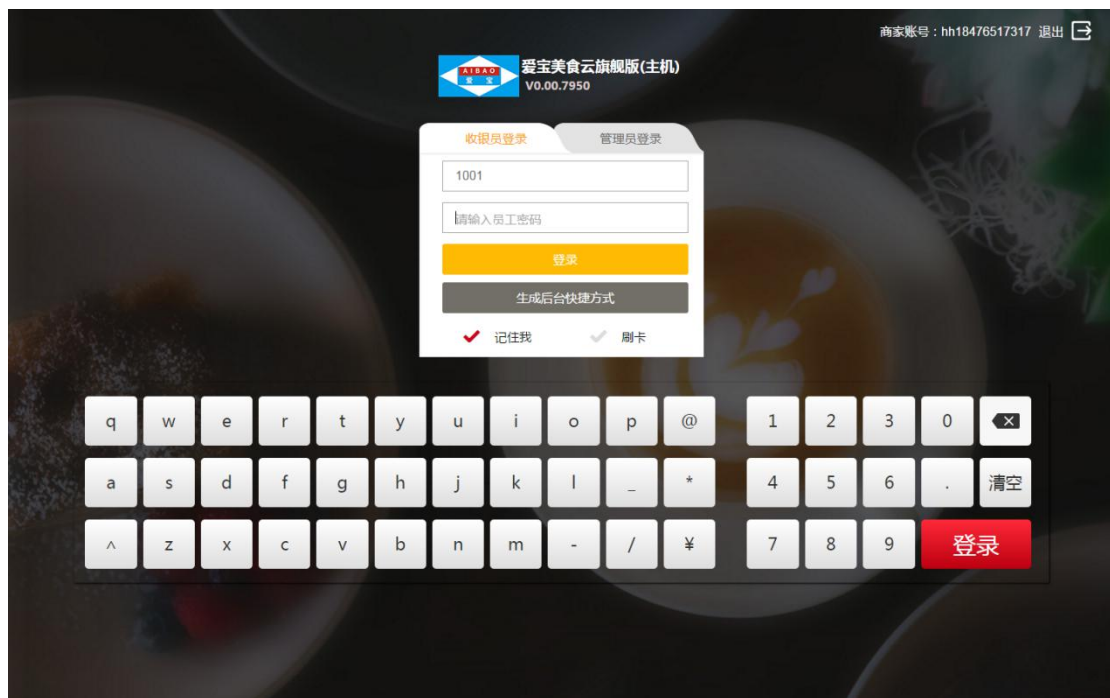 商家账号：hh18476517317 退出
AIBAO
爱 宝
爱宝美食云旗舰版(主机)
V0.00.7950
收银员登录 管理员登录
1001
请输入员工密码
登录
生成后台快捷方式
记住我 刷卡
q w e r t y u i o p @ 1 2 3 0
a s d f g h j k l _ * 4 5 6 . 清空
^ z x c v b n m - / ¥ 7 8 9 登录